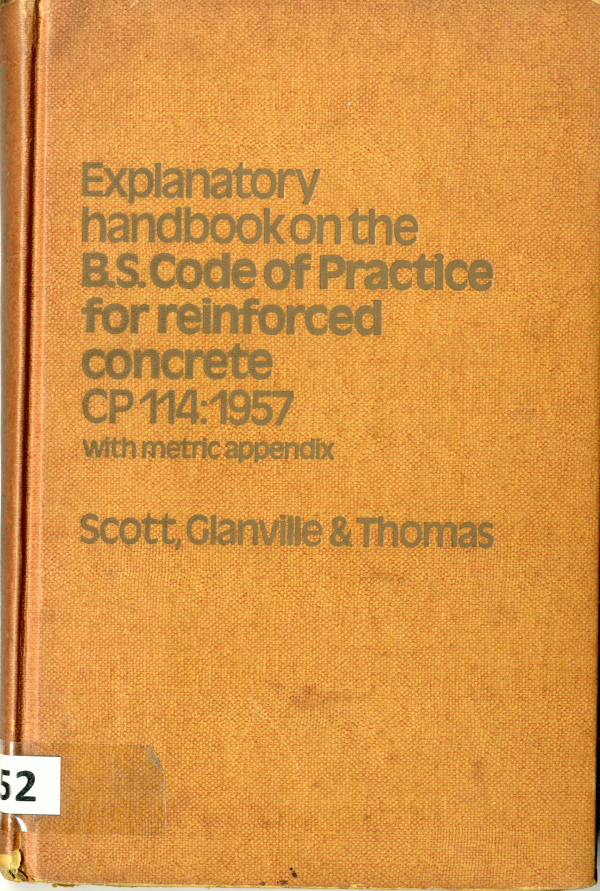 Explanatory
handbook on the
B.S. Code of Practice
for reinforced
concrete
CP 114:1957
with metric appendix
Scott, Glanville & Thomas
52